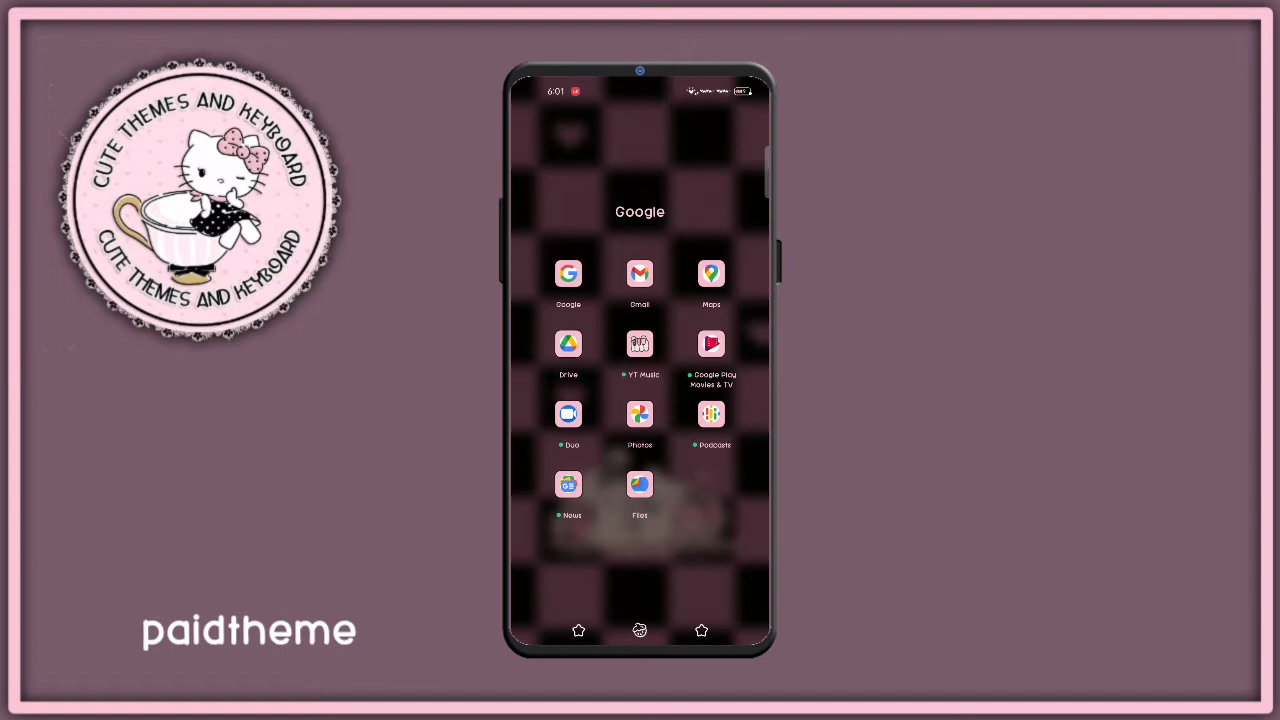 CUTE THEMES AND KEYBOARD
CUTE THEMES AND KEYBOARD
6:01
Google
Google
Gmail
Maps
Drive
YT Music
Google Play
Movies & TV
Duo
Photos
Podcasts
News
Files
paidtheme